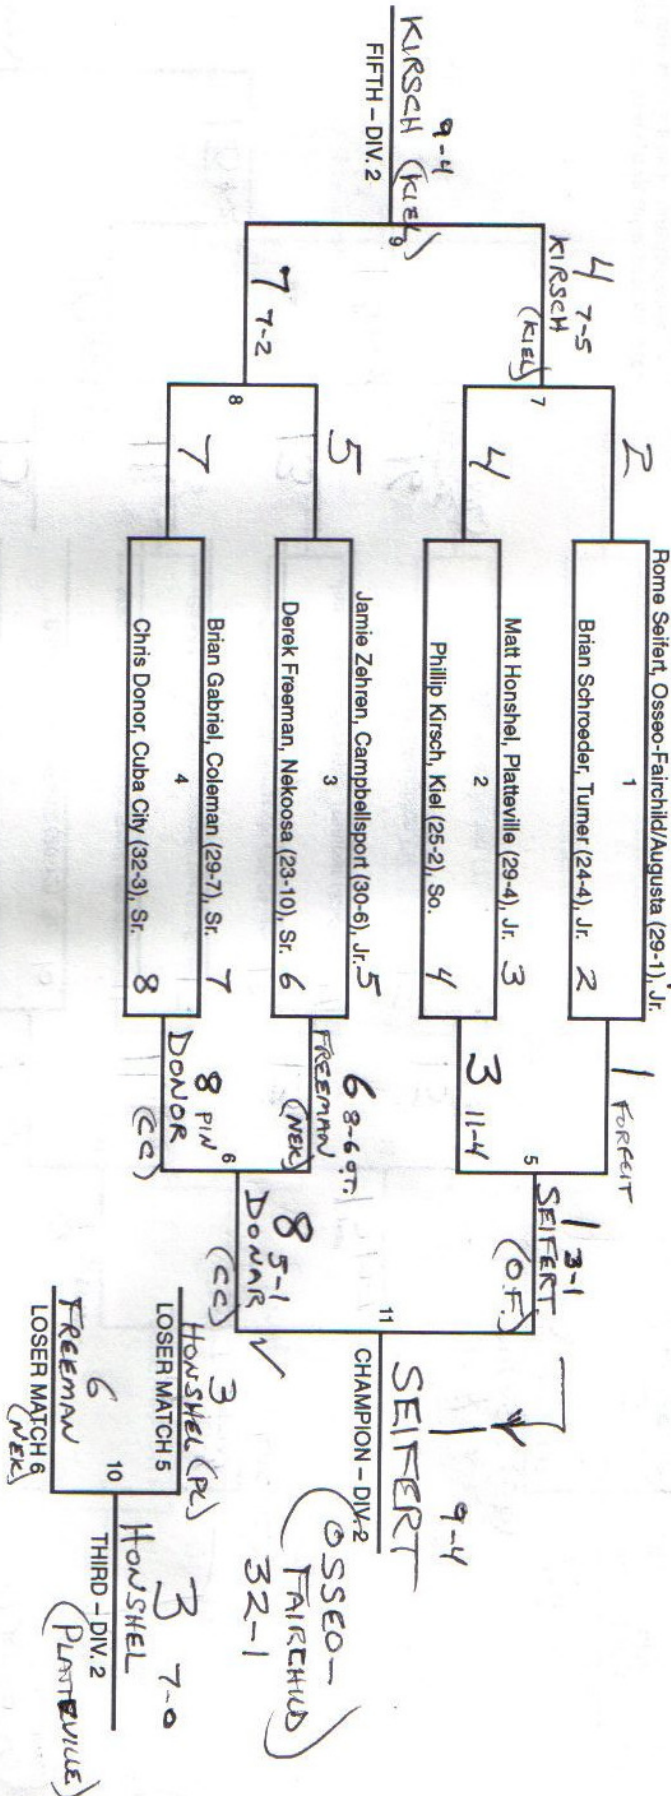 Rome Seifert, Osseo-Fairchild/Augusta (29-1), Jr.
1
Brian Schroeder, Turner (24-4), Jr. 2
Matt Honshel, Platteville (29-4), Jr. 3
2
Phillip Kirsch, Kiel (25-2), So. 4
Jamie Zehren, Campbellsport (30-6), Jr. 5
3
Derek Freeman, Nekoosa (23-10), Sr. 6
Brian Gabriel, Coleman (29-7), Sr. 7
4
Chris Donor, Cuba City (32-3), Sr. 8
2
4
7
4 7-5
KIRSCH
(KIEL)
5
7
8
7 7-2
9
9-4
KIRSCH (KIEL)
FIFTH – DIV. 2
1 FORFEIT
3 11-4
5
1 3-1
SEIFERT
(O.F.)
6 8-6 OT.
FREEMAN
(NEK)
8 PIN
DONOR
(CC)
6
8 5-1
DONAR
(CC)
11
SEIFERT
1 9-4
CHAMPION – DIV. 2
(OSSEO-
FAIRCHILD)
32-1
3
HONSHEL (PL)
LOSER MATCH 5
FREEMAN
6
LOSER MATCH 6
(NEK)
10
3 7-0
HONSHEL
THIRD – DIV. 2
(PLATTEVILLE)